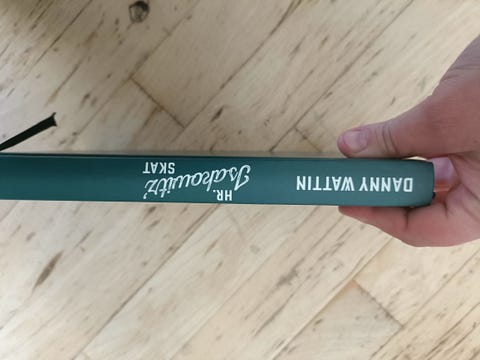 DANNY WATTIN
HR.
Isakowitz'
SKAT